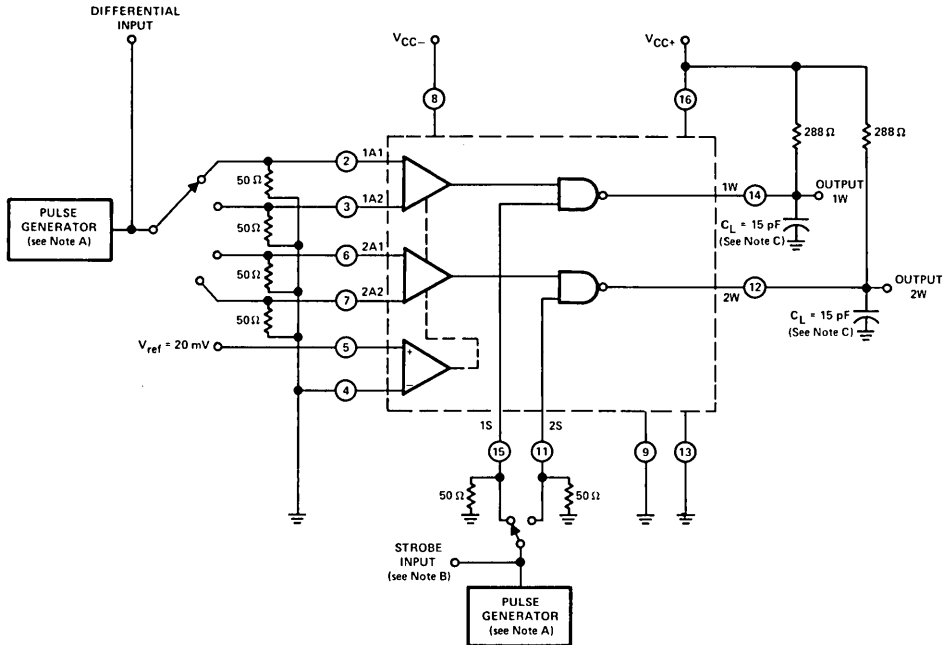 DIFFERENTIAL
INPUT
VCC−
VCC+
8
16
288 Ω
288 Ω
50 Ω
2
1A1
1W
14
OUTPUT
1W
PULSE
GENERATOR
(see Note A)
50 Ω
3
1A2
CL = 15 pF
(See Note C)
50 Ω
6
2A1
12
OUTPUT
2W
50 Ω
7
2A2
2W
CL = 15 pF
(See Note C)
Vref = 20 mV
5
+
4
−
1S
2S
15
11
9
13
50 Ω
50 Ω
STROBE
INPUT
(see Note B)
PULSE
GENERATOR
(see Note A)